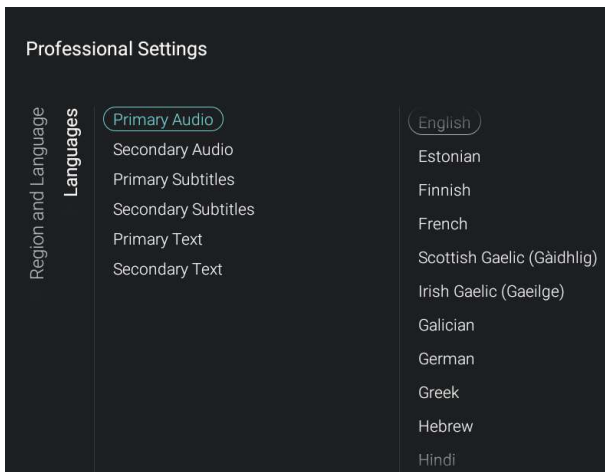 Professional Settings
Region and Language
Languages
Primary Audio
Secondary Audio
Primary Subtitles
Secondary Subtitles
Primary Text
Secondary Text
English
Estonian
Finnish
French
Scottish Gaelic (Gàidhlig)
Irish Gaelic (Gaeilge)
Galician
German
Greek
Hebrew
Hindi